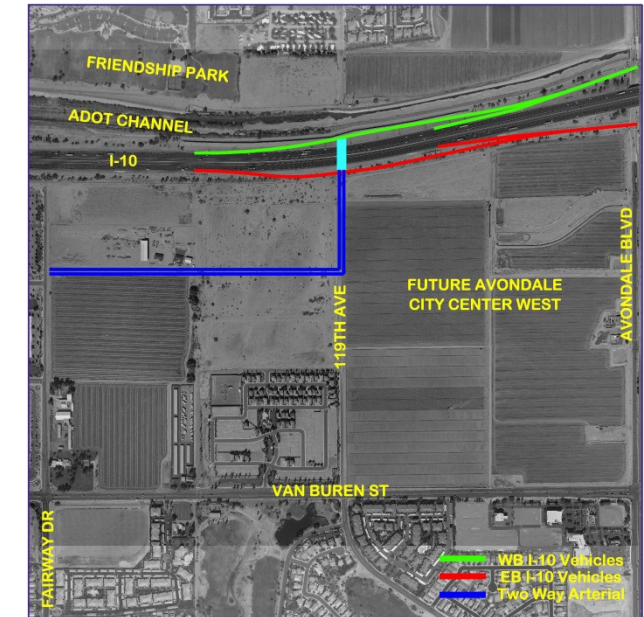 FRIENDSHIP PARK
ADOT CHANNEL
I-10
119TH AVE
FUTURE AVONDALE
CITY CENTER WEST
AVONDALE BLVD
VAN BUREN ST
FAIRWAY DR
WB I-10 Vehicles
EB I-10 Vehicles
Two Way Arterial